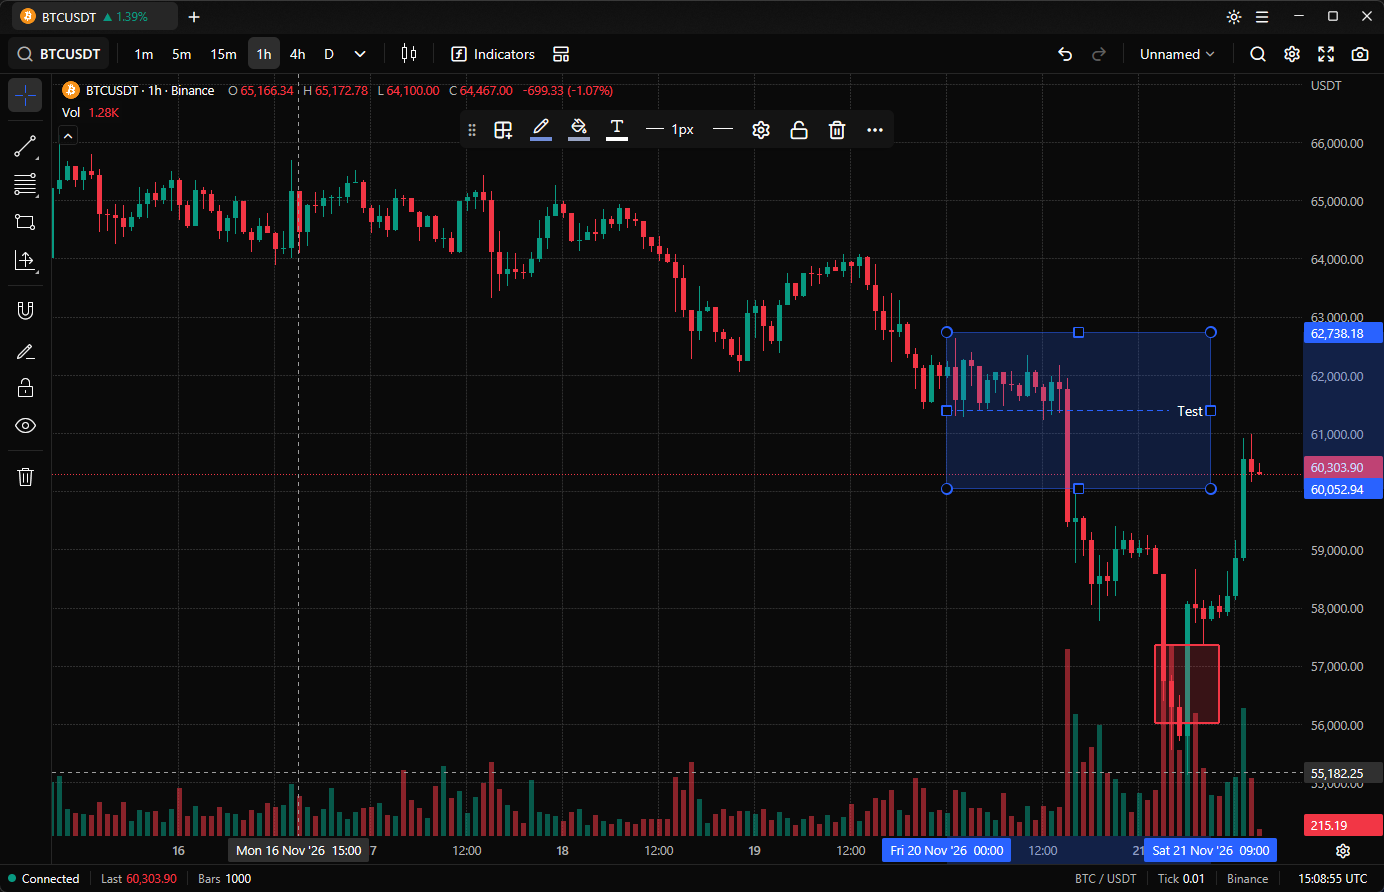 BTCUSDT ▲ 1.39%
BTCUSDT 1m 5m 15m 1h 4h D Indicators Unnamed
BTCUSDT · 1h · Binance O 65,166.34 H 65,172.78 L 64,100.00 C 64,467.00 -699.33 (-1.07%)
USDT
Vol 1.28K
T 1px
66,000.00
65,000.00
64,000.00
63,000.00
62,738.18
62,000.00
Test
61,000.00
60,303.90
60,052.94
59,000.00
58,000.00
57,000.00
56,000.00
55,182.25
215.19
16 Mon 16 Nov '26 15:00 7 12:00 18 12:00 19 12:00 Fri 20 Nov '26 00:00 12:00 21 Sat 21 Nov '26 09:00
Connected Last 60,303.90 Bars 1000 BTC / USDT Tick 0.01 Binance 15:08:55 UTC